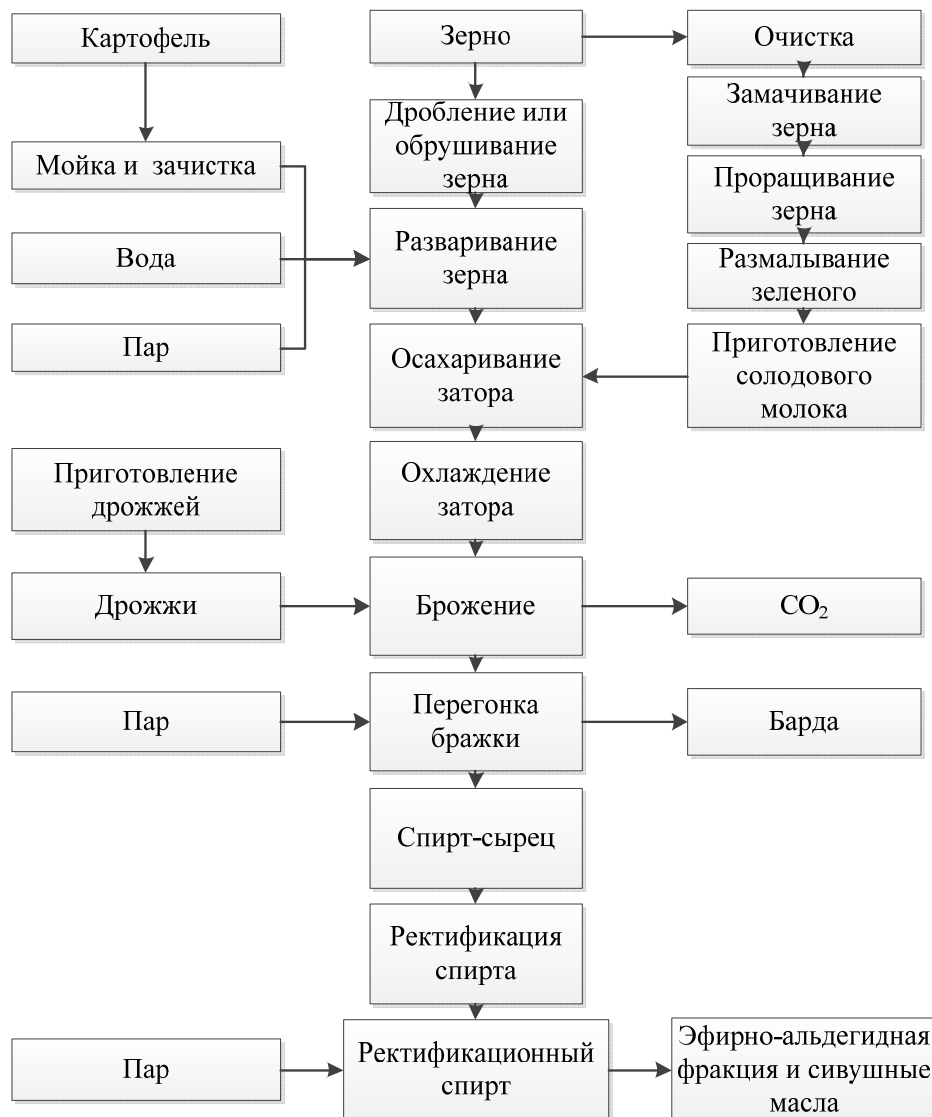 Картофель
Зерно
Очистка
Дробление или
обрушивание
зерна
Замачивание
зерна
Мойка и зачистка
Проращивание
зерна
Вода
Разваривание
зерна
Размалывание
зеленого
Пар
Осахаривание
затора
Приготовление
солодового
молока
Приготовление
дрожжей
Охлаждение
затора
Дрожжи
Брожение
CO₂
Пар
Перегонка
бражки
Барда
Спирт-сырец
Ректификация
спирта
Пар
Ректификационный
спирт
Эфирно-альдегидная
фракция и сивушные
масла